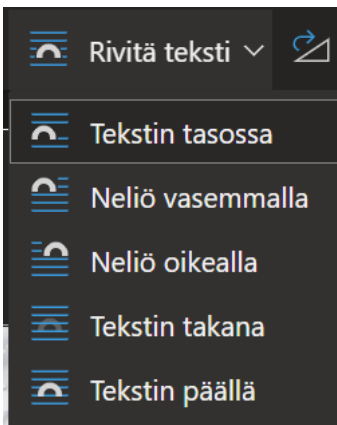 Rivitä teksti
Tekstin tasossa
Neliö vasemmalla
Neliö oikealla
Tekstin takana
Tekstin päällä